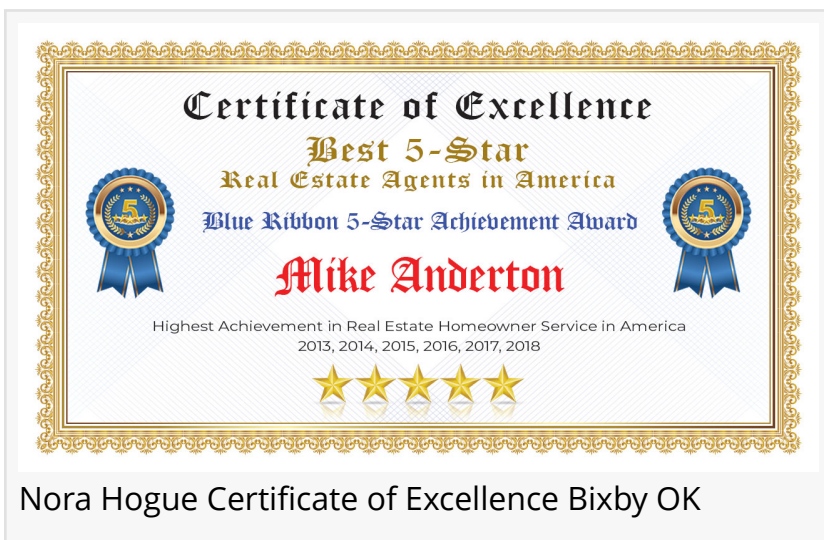 Certificate of Excellence
Best 5-Star
Real Estate Agents in America
Blue Ribbon 5-Star Achievement Award
5
5
Mike Anderton
Highest Achievement in Real Estate Homeowner Service in America
2013, 2014, 2015, 2016, 2017, 2018
Nora Hogue Certificate of Excellence Bixby OK